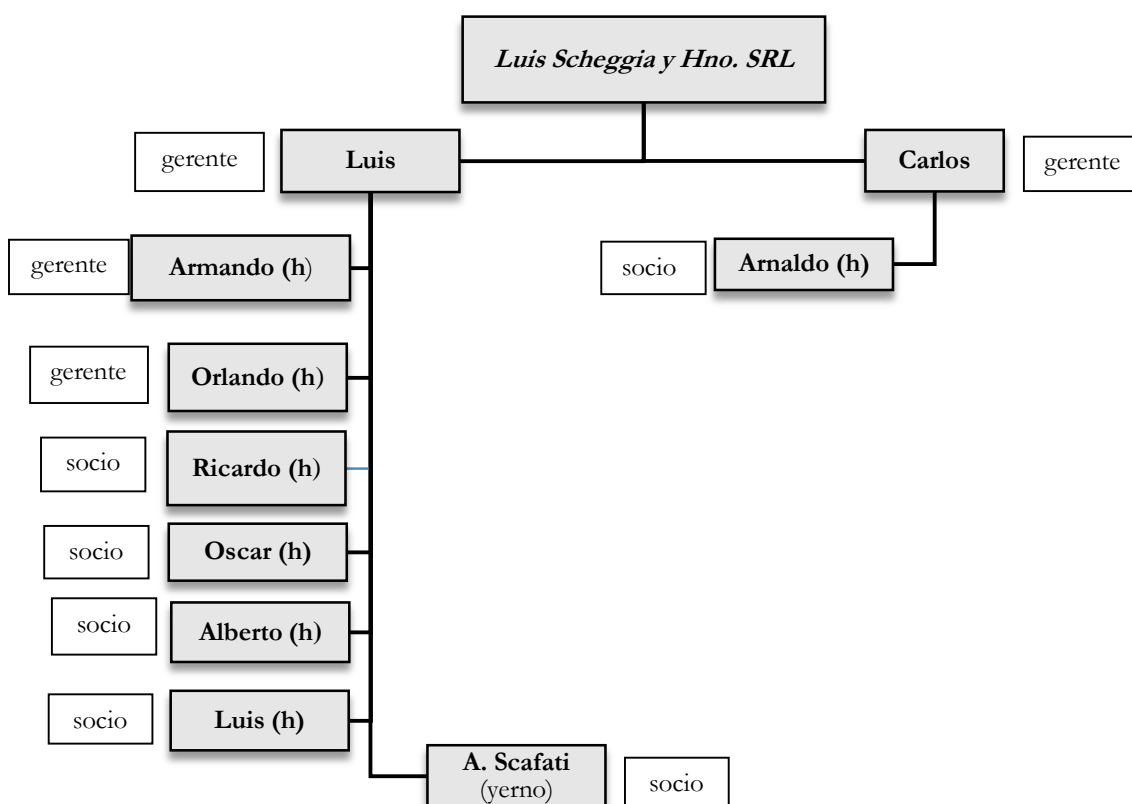 Luis Scheggia y Hno. SRL
gerente
Luis
Carlos
gerente
gerente
Armando (h)
socio
Arnaldo (h)
gerente
Orlando (h)
socio
Ricardo (h)
socio
Oscar (h)
socio
Alberto (h)
socio
Luis (h)
A. Scafati
(yerno)
socio